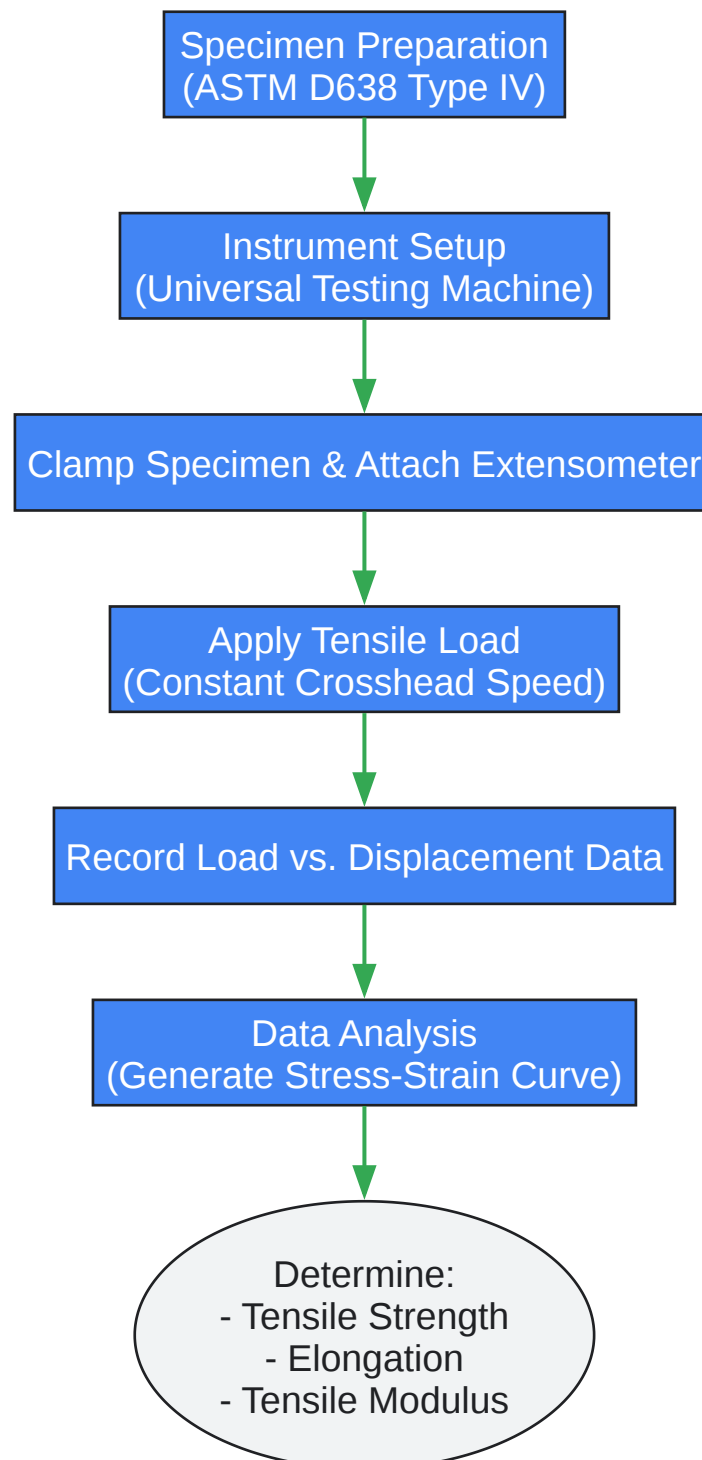 Specimen Preparation
(ASTM D638 Type IV)
Instrument Setup
(Universal Testing Machine)
Clamp Specimen & Attach Extensometer
Apply Tensile Load
(Constant Crosshead Speed)
Record Load vs. Displacement Data
Data Analysis
(Generate Stress-Strain Curve)
Determine:
- Tensile Strength
- Elongation
- Tensile Modulus